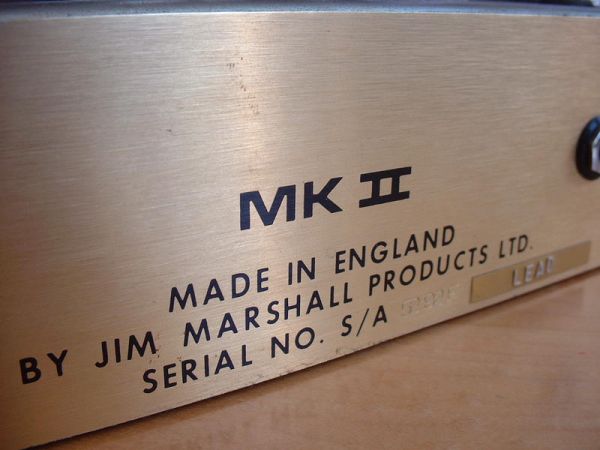 MK II
MADE IN ENGLAND
BY JIM MARSHALL PRODUCTS LTD.
SERIAL NO. S/A
LEAD